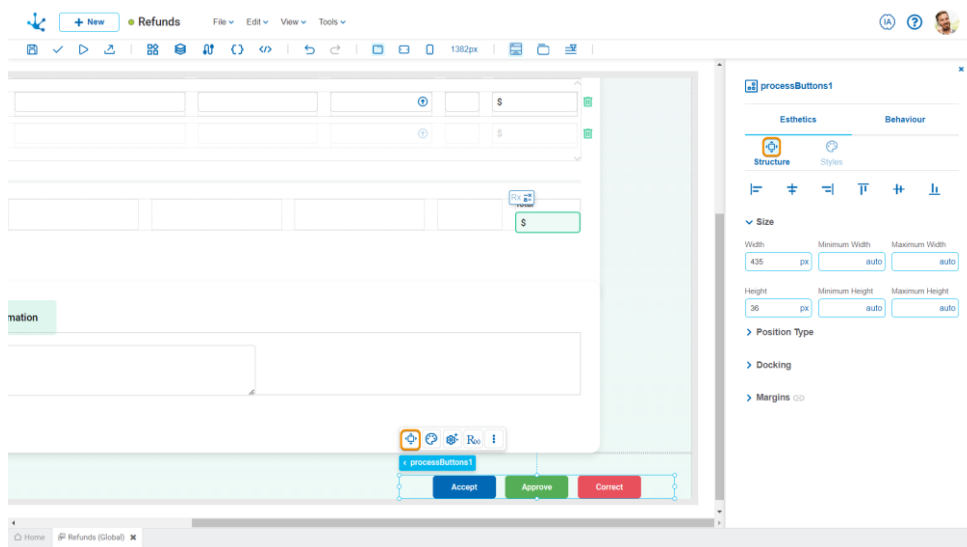 + New
Refunds
File
Edit
View
Tools
IA
?
1382px
processButtons1
Esthetics
Behaviour
Structure
Styles
$
$
Rx
Total
$
Size
Width
Minimum Width
Maximum Width
435 px
auto
auto
Height
Minimum Height
Maximum Height
36 px
auto
auto
mation
Position Type
Docking
Margins
processButtons1
Accept
Approve
Correct
Home
Refunds (Global)